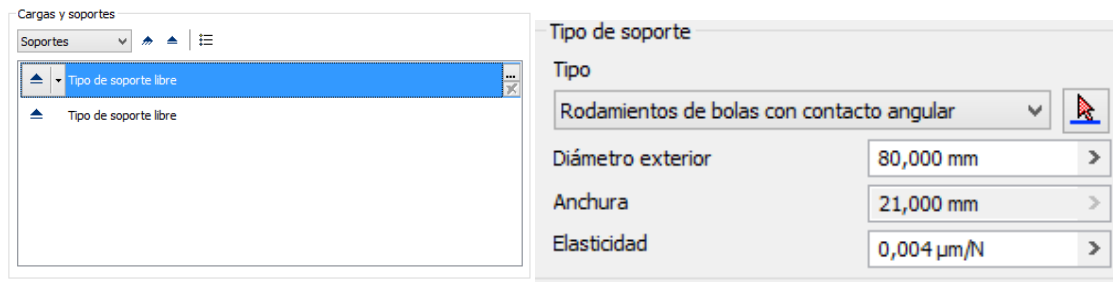 Cargas y soportes
Soportes
Tipo de soporte libre
...
Tipo de soporte libre
Tipo de soporte
Tipo
Rodamientos de bolas con contacto angular
Diámetro exterior 80,000 mm
Anchura 21,000 mm
Elasticidad 0,004 µm/N